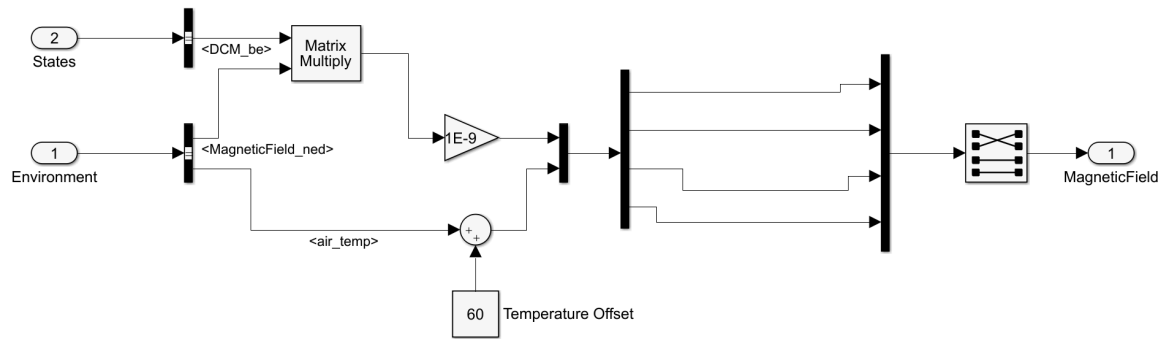 2
States
<DCM_be>
Matrix
Multiply
1
Environment
<MagneticField_ned>
1E-9
<air_temp>
+
+
60
Temperature Offset
1
MagneticField